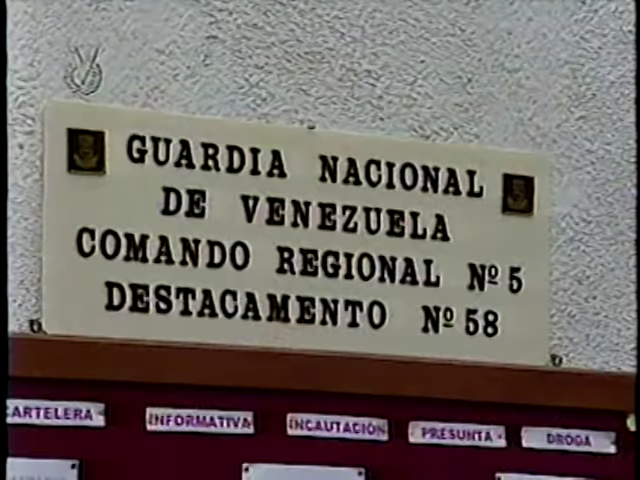 GUARDIA NACIONAL
DE VENEZUELA
COMANDO REGIONAL Nº 5
DESTACAMENTO Nº 58
CARTELERA INFORMATIVA INCAUTACIÓN PRESUNTA DROGA